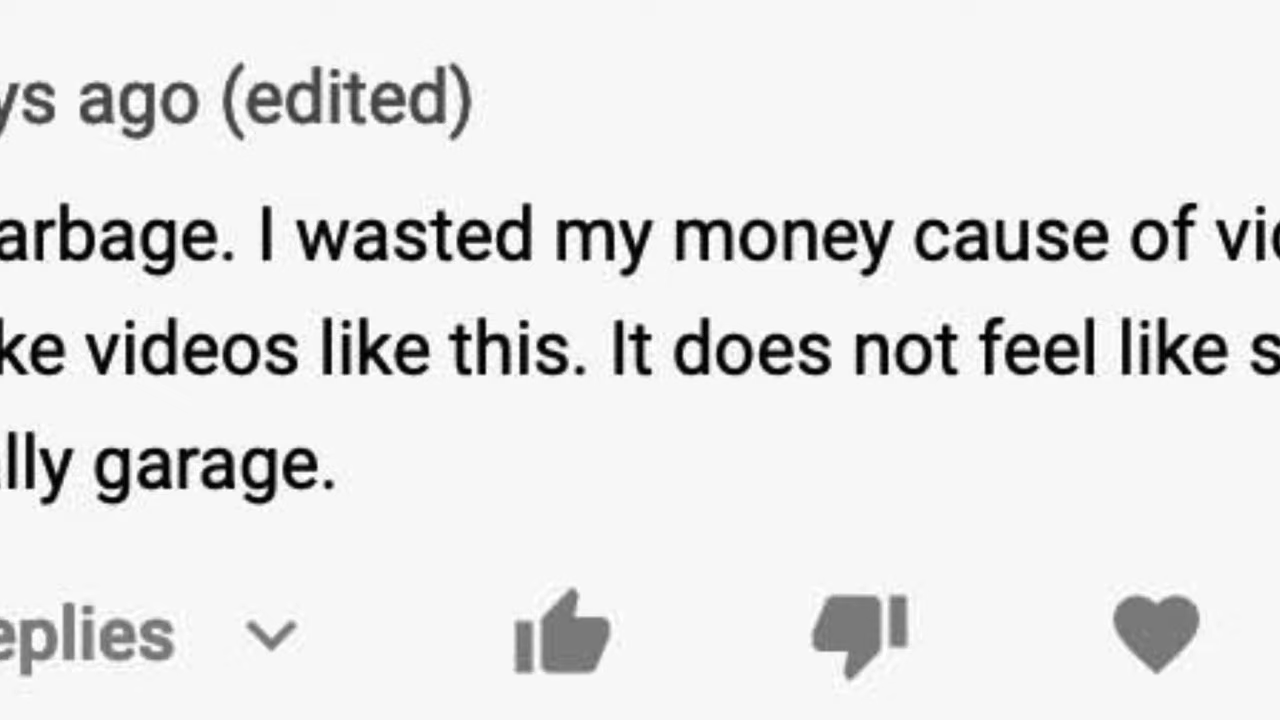 ys ago (edited)
arbage. I wasted my money cause of vid
ke videos like this. It does not feel like s
lly garage.
eplies